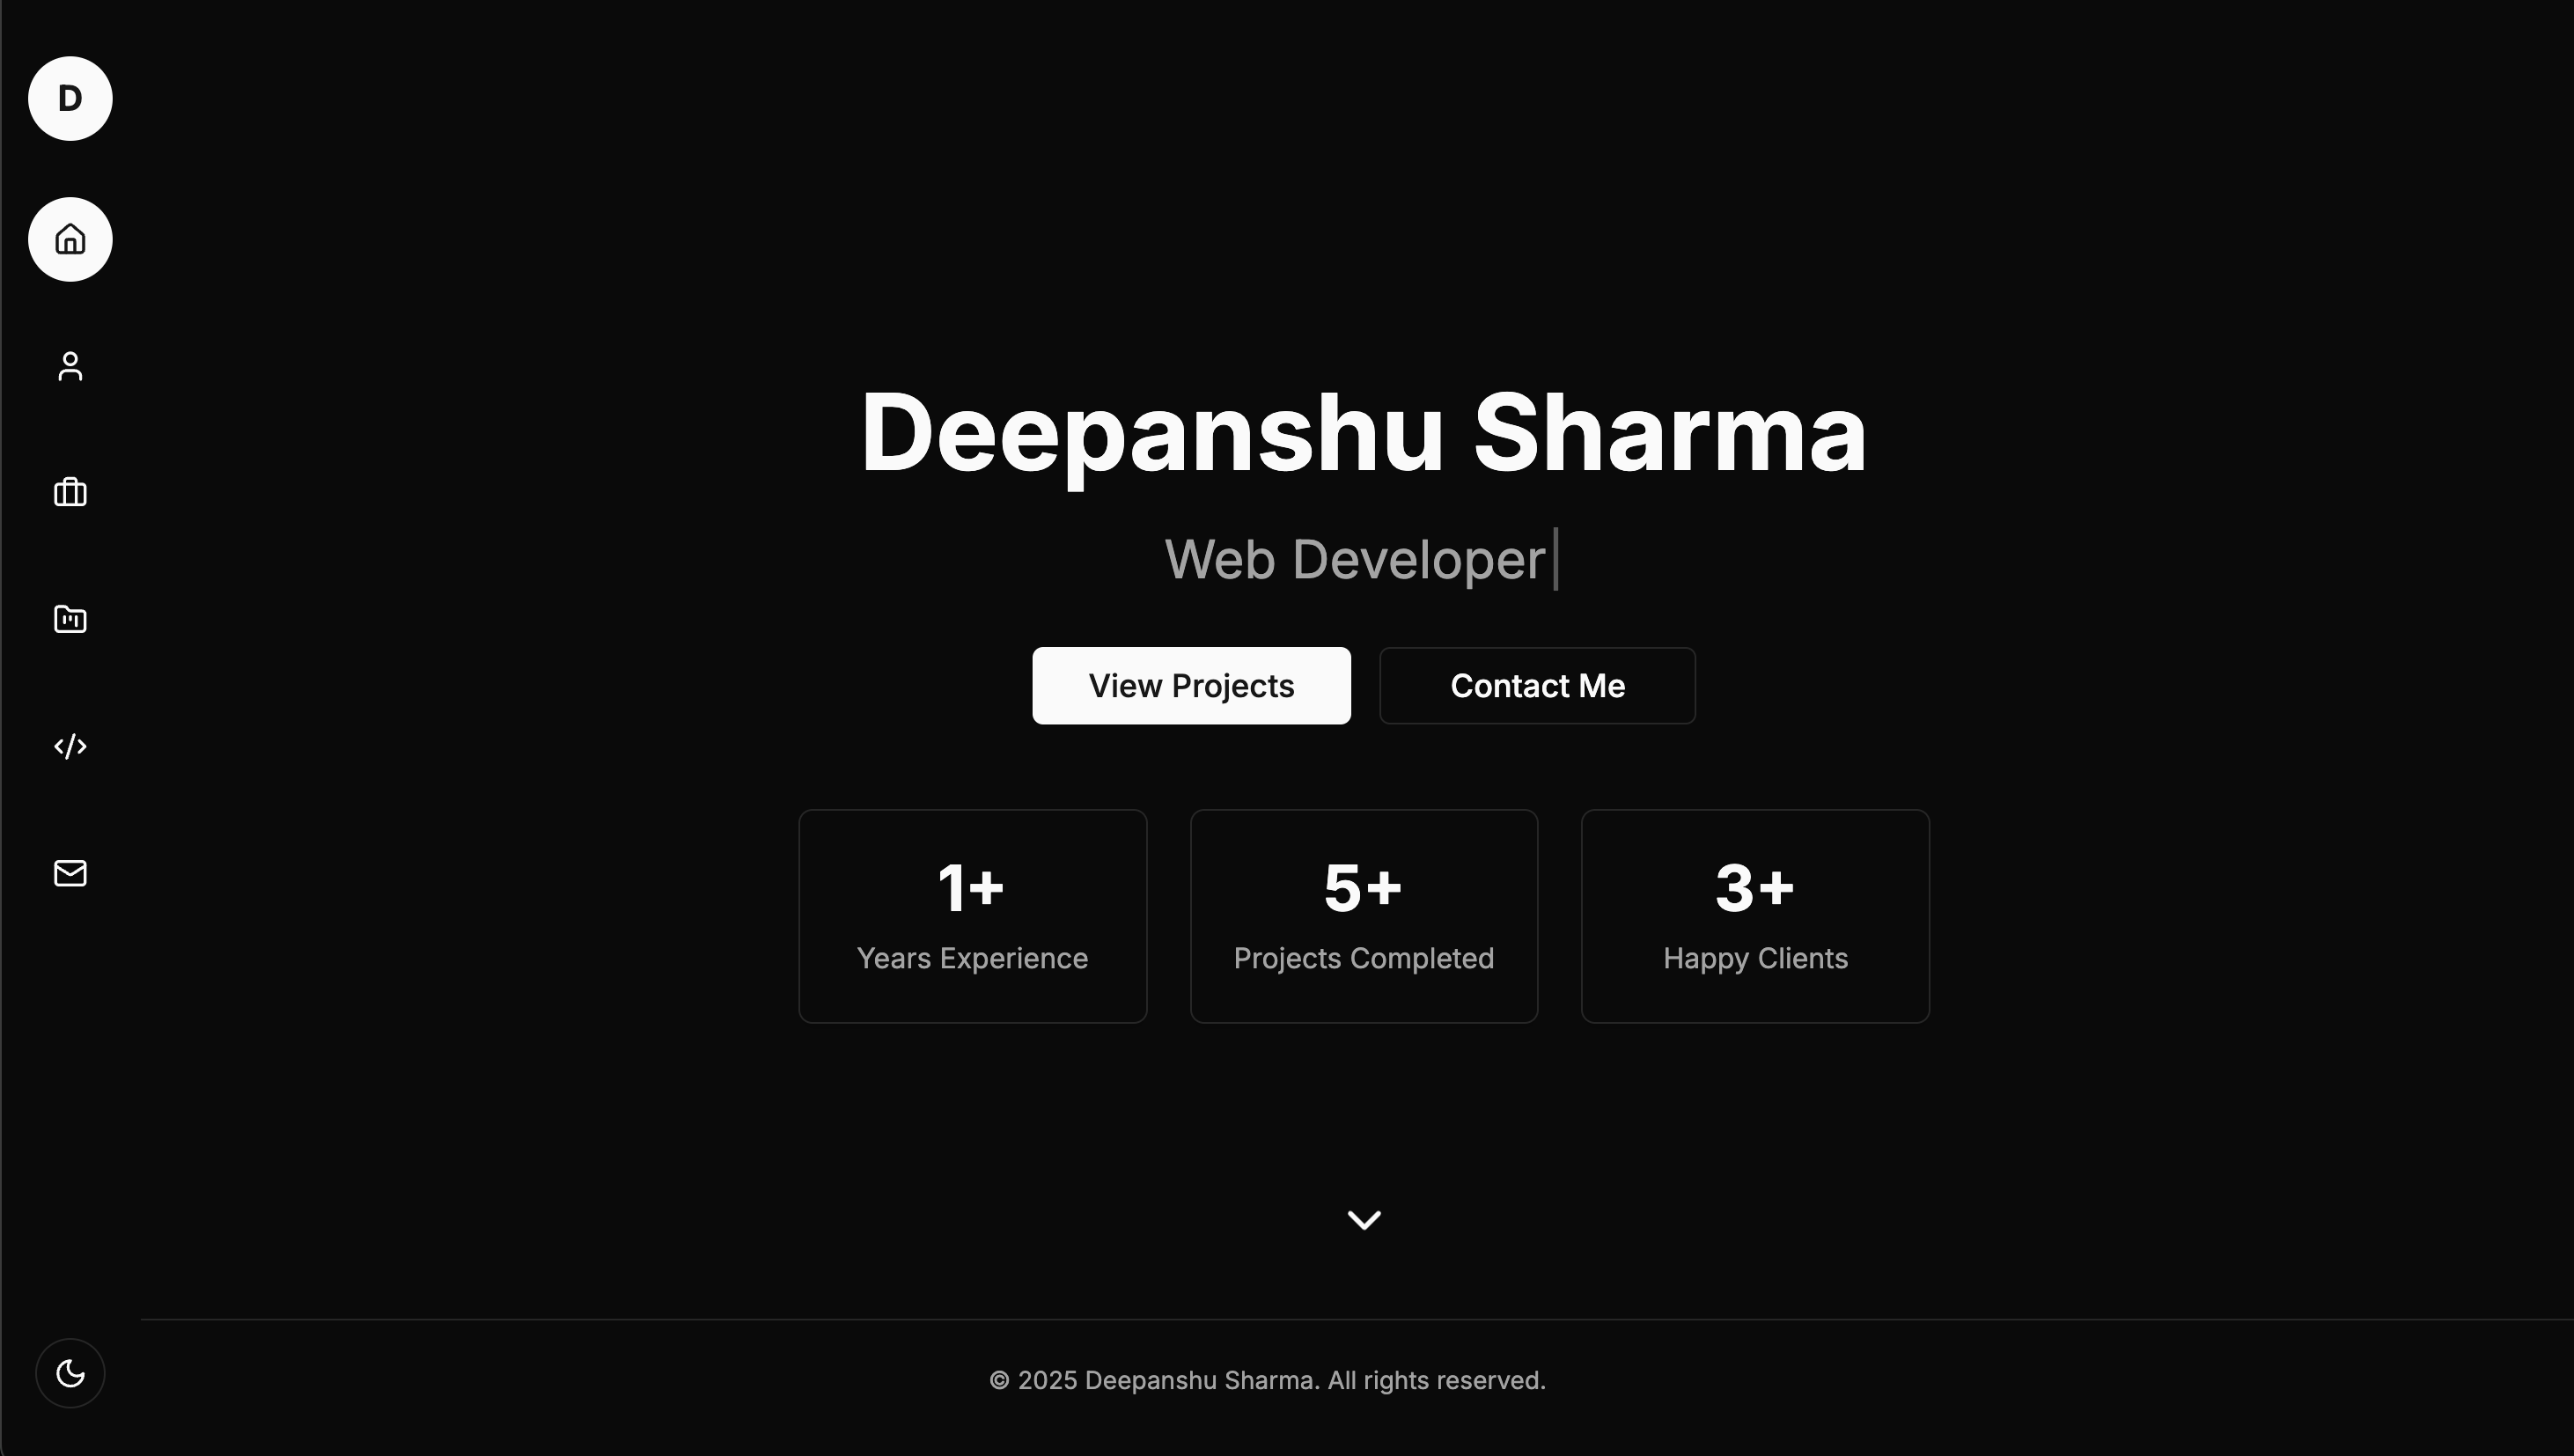 D
Deepanshu Sharma
Web Developer
View Projects
Contact Me
1+
Years Experience
5+
Projects Completed
3+
Happy Clients
© 2025 Deepanshu Sharma. All rights reserved.